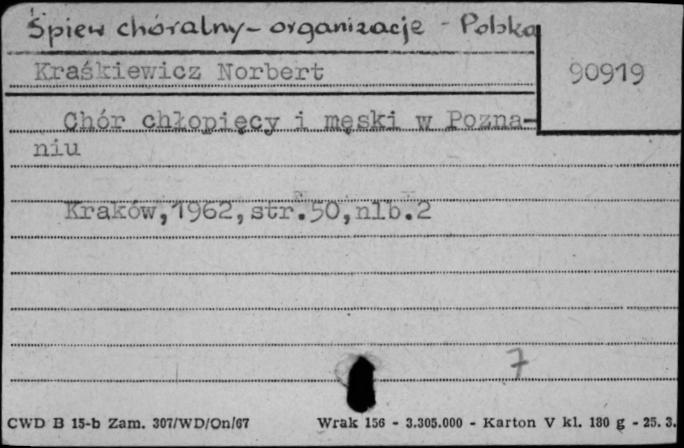 Śpiew chóralny - organizacje - Polska
Kraśkiewicz Norbert
90919
Chór chłopięcy i męski w Pozna-
niu
Kraków,1962,str.50,nlb.2
7
CWD B 15-b Zam. 307/WD/On/67 Wrak 156 - 3.305.000 - Karton V kl. 180 g - 25. 3.